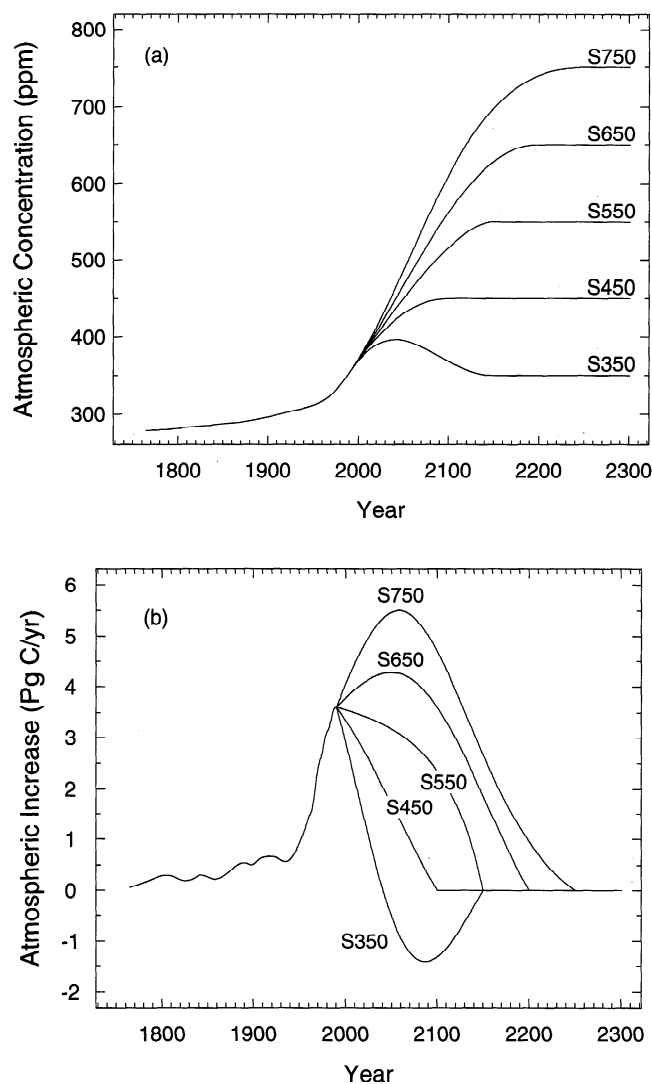 (a)
Atmospheric Concentration (ppm)
800
700
600
500
400
300
S750
S650
S550
S450
S350
1800 1900 2000 2100 2200 2300
Year
(b)
Atmospheric Increase (Pg C/yr)
6
5
4
3
2
1
0
-1
-2
S750
S650
S550
S450
S350
1800 1900 2000 2100 2200 2300
Year